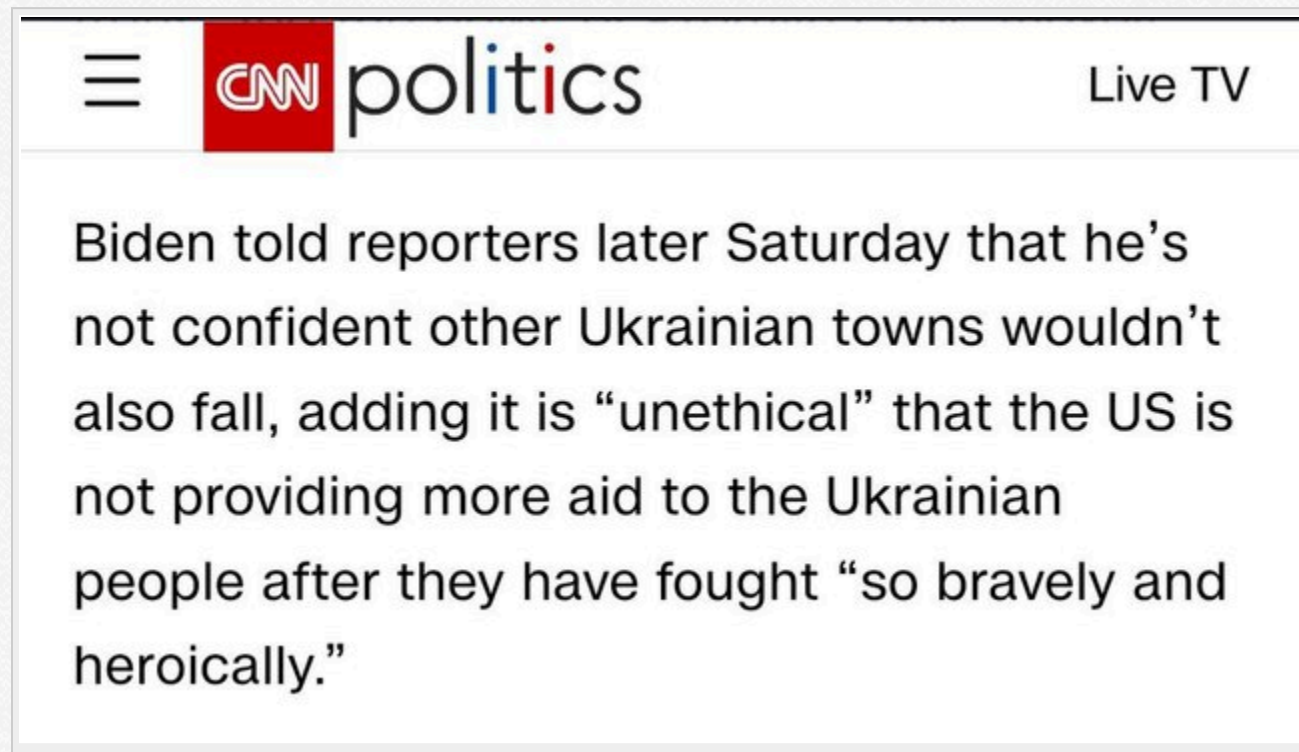 CNN politics Live TV
Biden told reporters later Saturday that he’s
not confident other Ukrainian towns wouldn’t
also fall, adding it is “unethical” that the US is
not providing more aid to the Ukrainian
people after they have fought “so bravely and
heroically.”